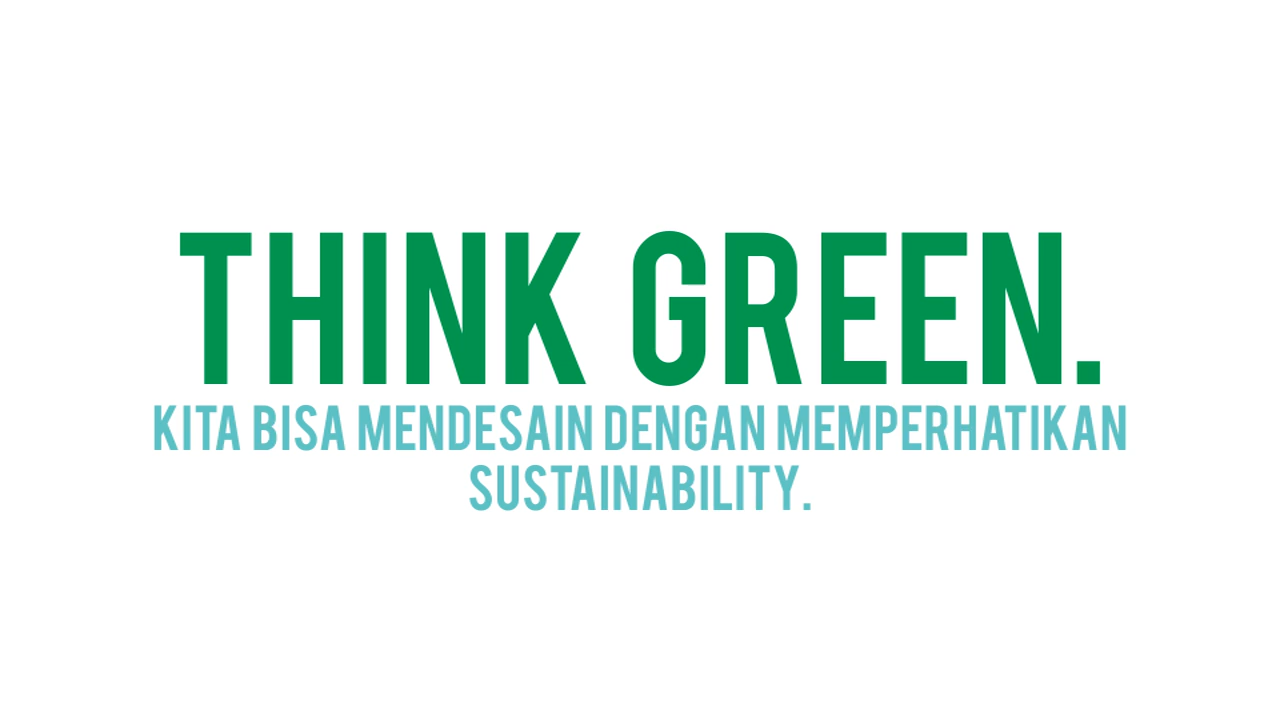 THINK GREEN.
KITA BISA MENDESAIN DENGAN MEMPERHATIKAN
SUSTAINABILITY.